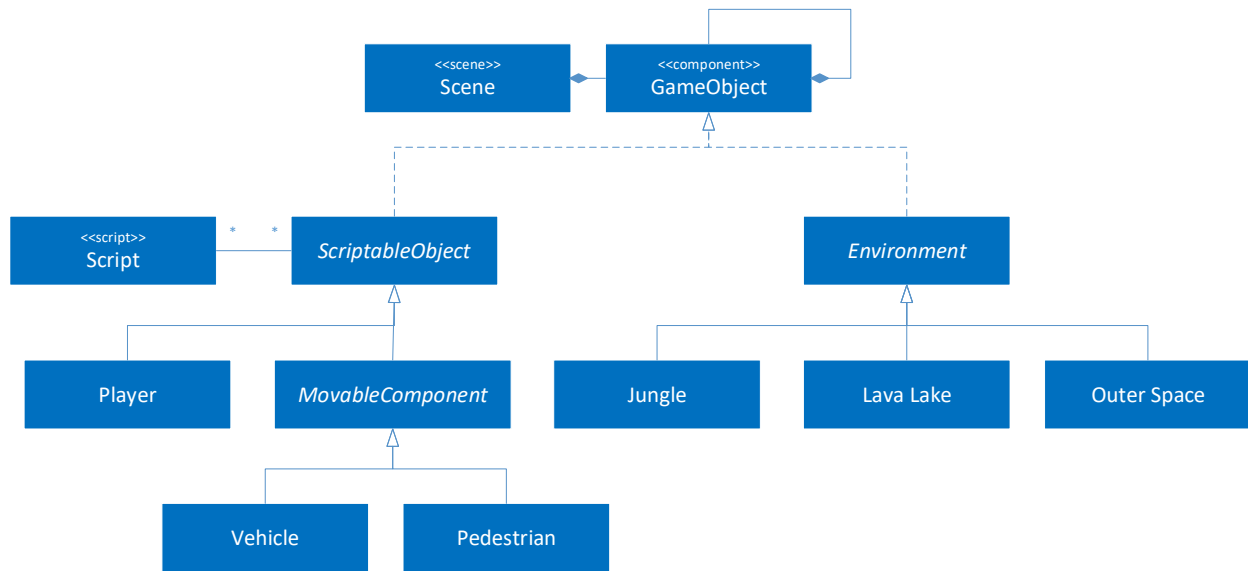 <<scene>>
Scene
<<component>>
GameObject
<<script>>
Script
*
*
ScriptableObject
Environment
Player
MovableComponent
Jungle
Lava Lake
Outer Space
Vehicle
Pedestrian